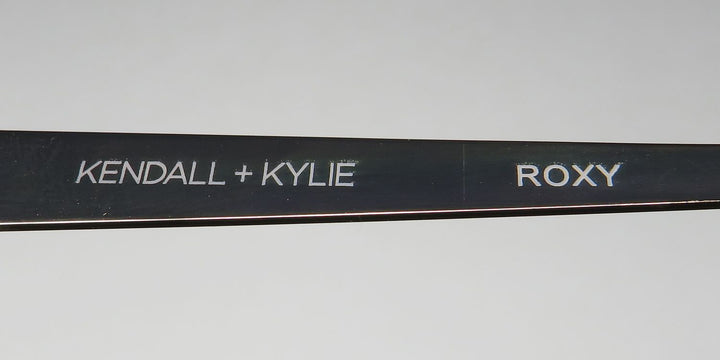 KENDALL + KYLIE ROXY